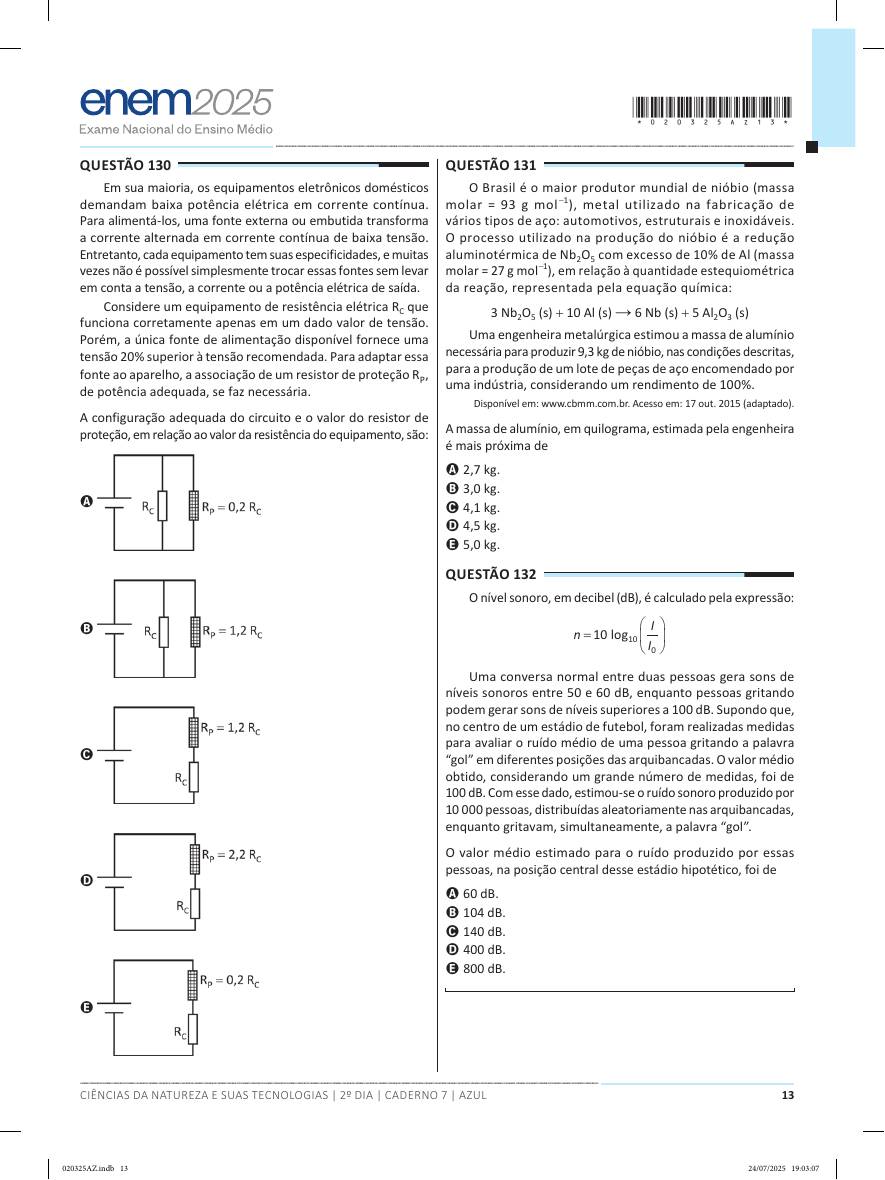 enem2025
Exame Nacional do Ensino Médio
*020325AZ13*
QUESTÃO 130
Em sua maioria, os equipamentos eletrônicos domésticos
demandam baixa potência elétrica em corrente contínua.
Para alimentá-los, uma fonte externa ou embutida transforma
a corrente alternada em corrente contínua de baixa tensão.
Entretanto, cada equipamento tem suas especificidades, e muitas
vezes não é possível simplesmente trocar essas fontes sem levar
em conta a tensão, a corrente ou a potência elétrica de saída.
Considere um equipamento de resistência elétrica R_C que
funciona corretamente apenas em um dado valor de tensão.
Porém, a única fonte de alimentação disponível fornece uma
tensão 20% superior à tensão recomendada. Para adaptar essa
fonte ao aparelho, a associação de um resistor de proteção R_P,
de potência adequada, se faz necessária.
A configuração adequada do circuito e o valor do resistor de
proteção, em relação ao valor da resistência do equipamento, são:
A R_C R_P = 0,2 R_C
B R_C R_P = 1,2 R_C
R_P = 1,2 R_C
C
R_C
R_P = 2,2 R_C
D
R_C
R_P = 0,2 R_C
E
R_C
QUESTÃO 131
O Brasil é o maior produtor mundial de nióbio (massa
molar = 93 g mol⁻¹), metal utilizado na fabricação de
vários tipos de aço: automotivos, estruturais e inoxidáveis.
O processo utilizado na produção do nióbio é a redução
aluminotérmica de Nb₂O₅ com excesso de 10% de Al (massa
molar = 27 g mol⁻¹), em relação à quantidade estequiométrica
da reação, representada pela equação química:
3 Nb₂O₅ (s) + 10 Al (s) → 6 Nb (s) + 5 Al₂O₃ (s)
Uma engenheira metalúrgica estimou a massa de alumínio
necessária para produzir 9,3 kg de nióbio, nas condições descritas,
para a produção de um lote de peças de aço encomendado por
uma indústria, considerando um rendimento de 100%.
Disponível em: www.cbmm.com.br. Acesso em: 17 out. 2015 (adaptado).
A massa de alumínio, em quilograma, estimada pela engenheira
é mais próxima de
A 2,7 kg.
B 3,0 kg.
C 4,1 kg.
D 4,5 kg.
E 5,0 kg.
QUESTÃO 132
O nível sonoro, em decibel (dB), é calculado pela expressão:
n = 10 log₁₀ (I/I₀)
Uma conversa normal entre duas pessoas gera sons de
níveis sonoros entre 50 e 60 dB, enquanto pessoas gritando
podem gerar sons de níveis superiores a 100 dB. Supondo que,
no centro de um estádio de futebol, foram realizadas medidas
para avaliar o ruído médio de uma pessoa gritando a palavra
“gol” em diferentes posições das arquibancadas. O valor médio
obtido, considerando um grande número de medidas, foi de
100 dB. Com esse dado, estimou-se o ruído sonoro produzido por
10 000 pessoas, distribuídas aleatoriamente nas arquibancadas,
enquanto gritavam, simultaneamente, a palavra “gol”.
O valor médio estimado para o ruído produzido por essas
pessoas, na posição central desse estádio hipotético, foi de
A 60 dB.
B 104 dB.
C 140 dB.
D 400 dB.
E 800 dB.
CIÊNCIAS DA NATUREZA E SUAS TECNOLOGIAS | 2º DIA | CADERNO 7 | AZUL
13
020325AZ.indb 13
24/07/2025 19:03:07